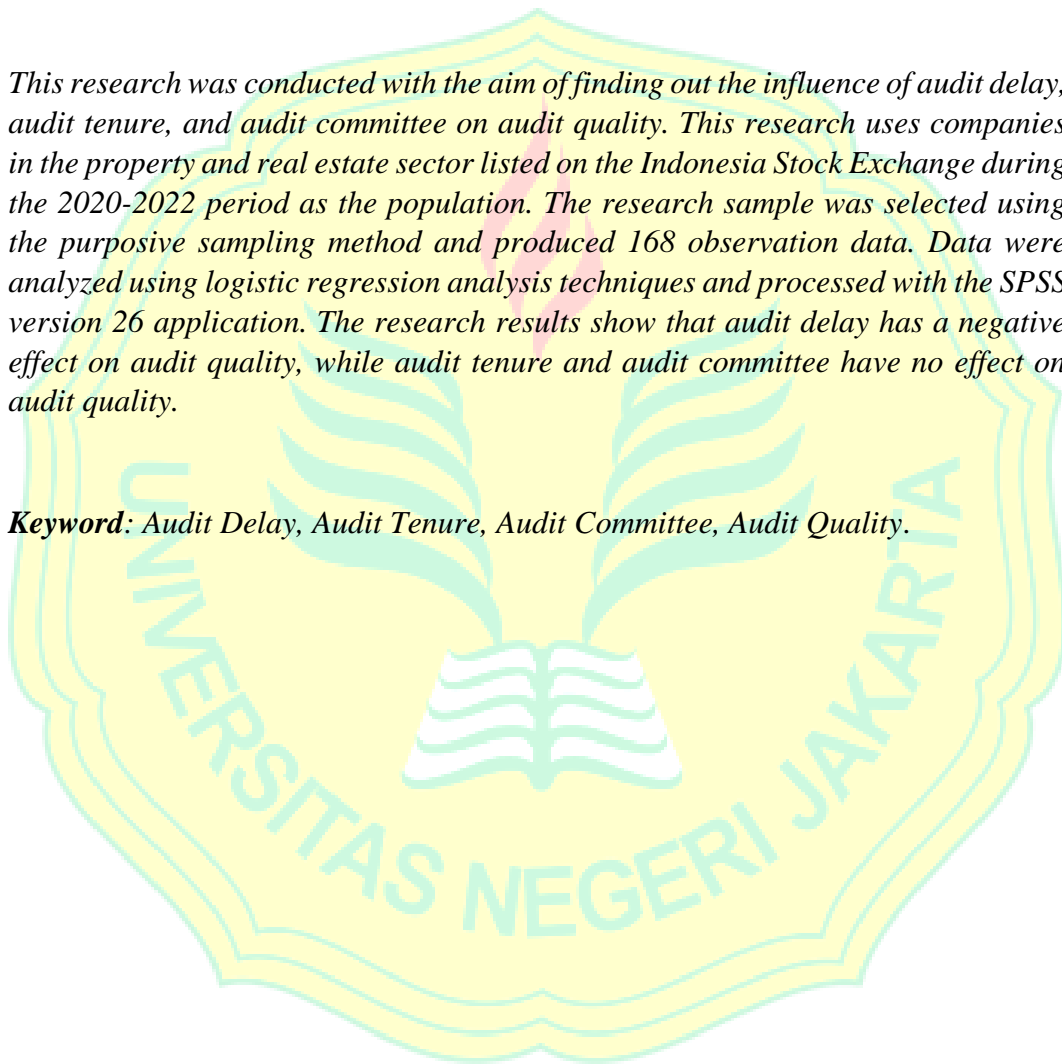 This research was conducted with the aim of finding out the influence of audit delay,
audit tenure, and audit committee on audit quality. This research uses companies
in the property and real estate sector listed on the Indonesia Stock Exchange during
the 2020-2022 period as the population. The research sample was selected using
the purposive sampling method and produced 168 observation data. Data were
analyzed using logistic regression analysis techniques and processed with the SPSS
version 26 application. The research results show that audit delay has a negative
effect on audit quality, while audit tenure and audit committee have no effect on
audit quality.
Keyword: Audit Delay, Audit Tenure, Audit Committee, Audit Quality.
UNIVERSITAS NEGERI JAKARTA